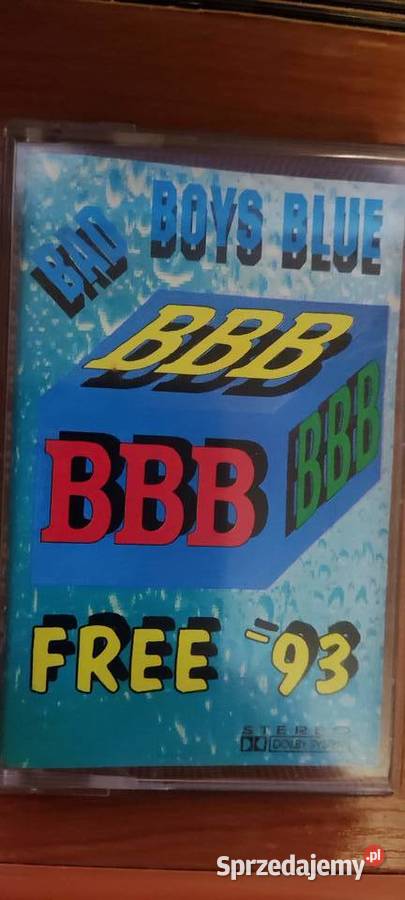 BAD BOYS BLUE
BBB
BBB
BBB
FREE "93
STEREO
DOLBY SYSTEM
Sprzedajemy.pl